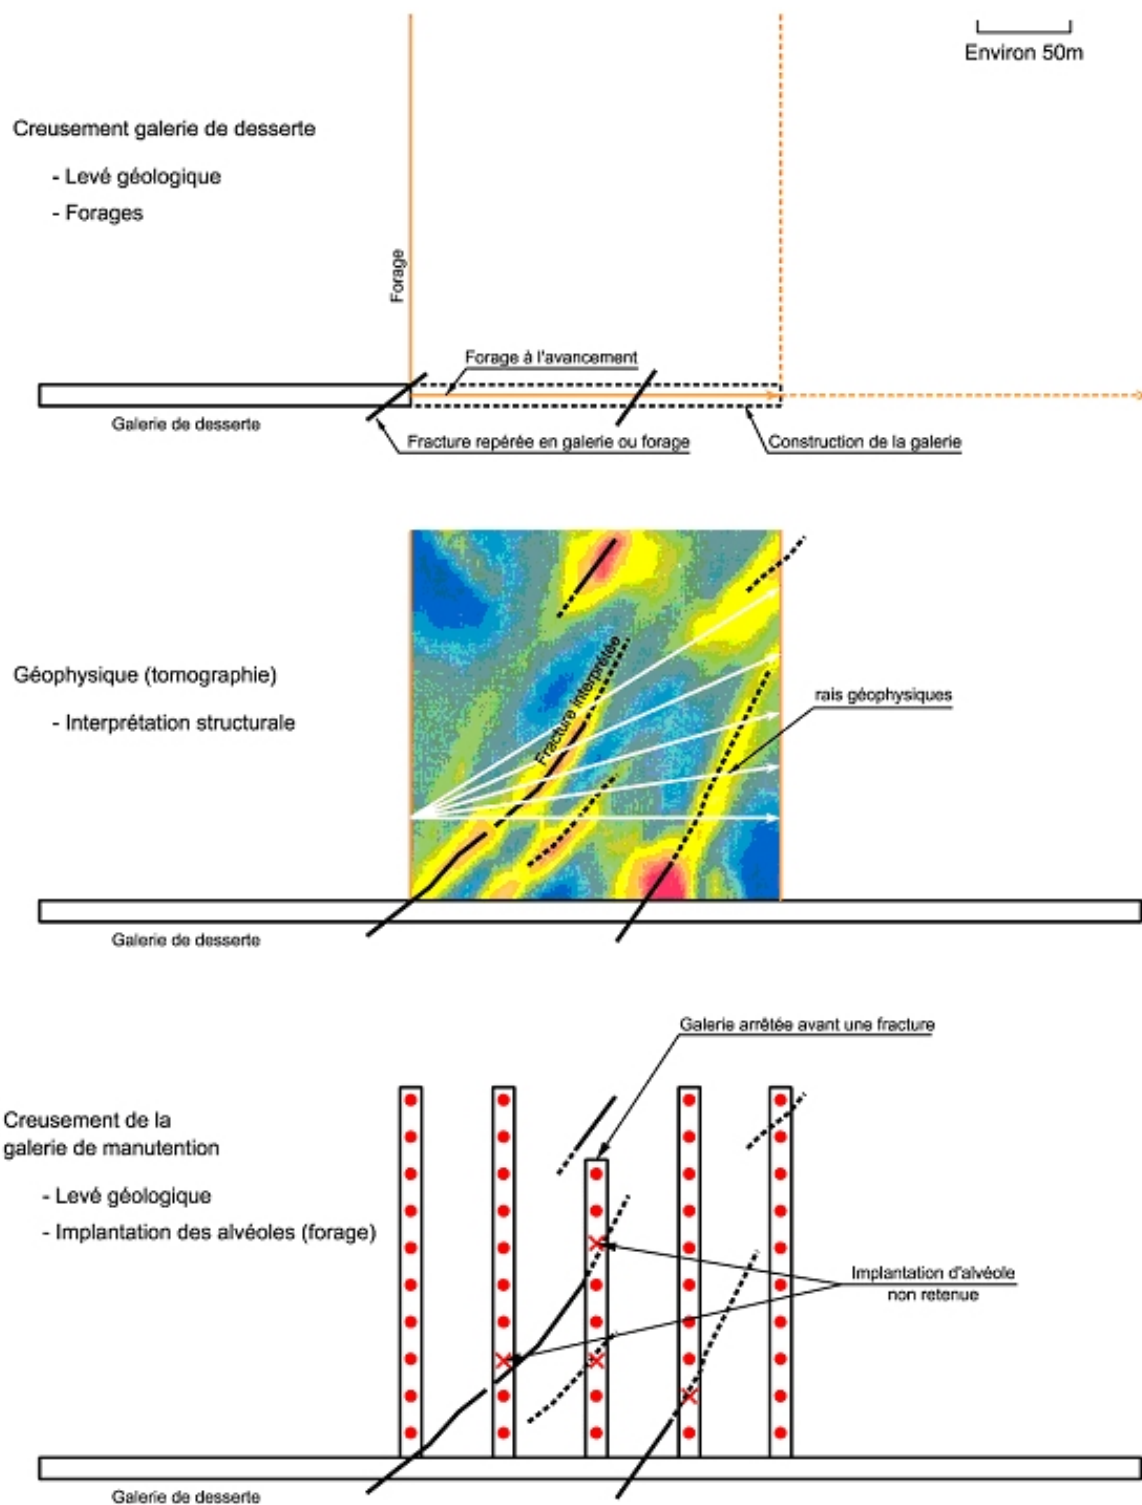 Environ 50m
Creusement galerie de desserte
- Levé géologique
- Forages
Forage
Forage à l'avancement
Galerie de desserte
Fracture repérée en galerie ou forage
Construction de la galerie
Géophysique (tomographie)
- Interprétation structurale
Fracture interprétée
rais géophysiques
Galerie de desserte
Galerie arrêtée avant une fracture
Creusement de la
galerie de manutention
- Levé géologique
- Implantation des alvéoles (forage)
Implantation d'alvéole
non retenue
Galerie de desserte